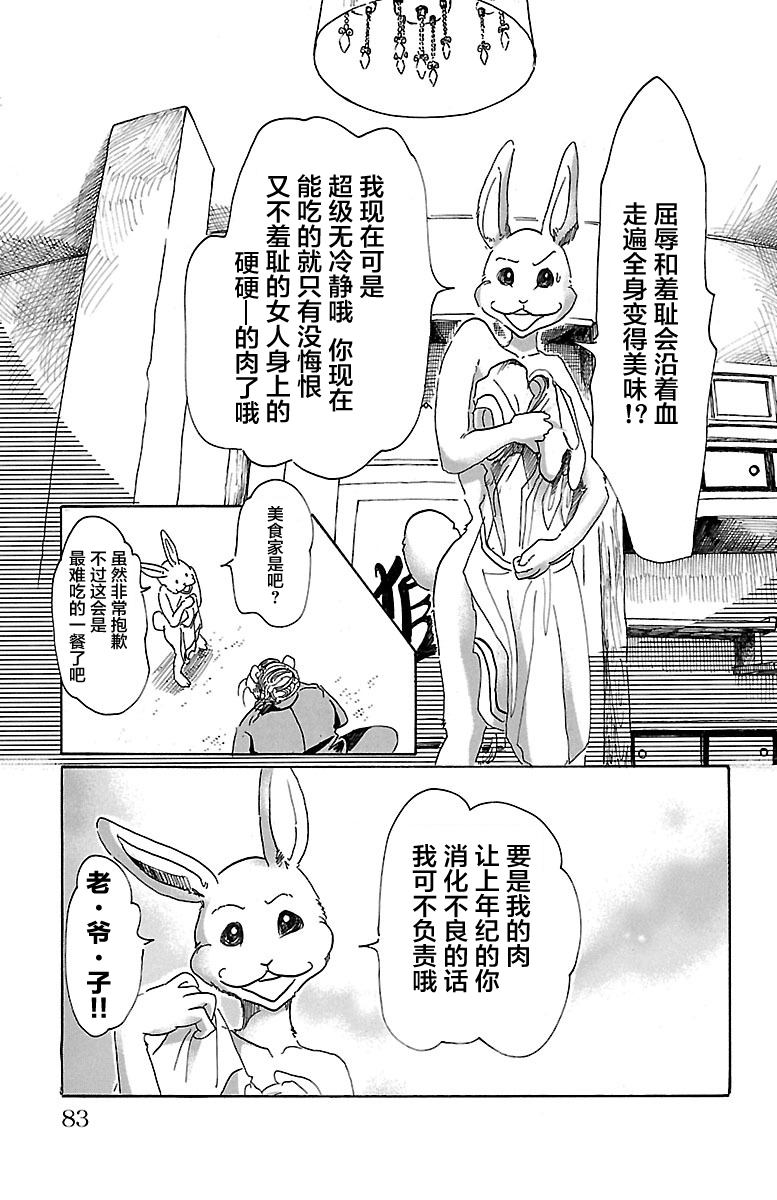 屈辱和羞耻会沿着血
走遍全身变得美味!?
我现在可是
超级无冷静哦 你现在
能吃的就只有没悔恨
又不羞耻的女人身上的
硬硬—的肉了哦
美食家是吧?
虽然非常抱歉
不过这会是
最难吃的一餐了吧
要是我的肉
让上年纪的你
消化不良的话
我可不负责哦
老·爷·子!!
83